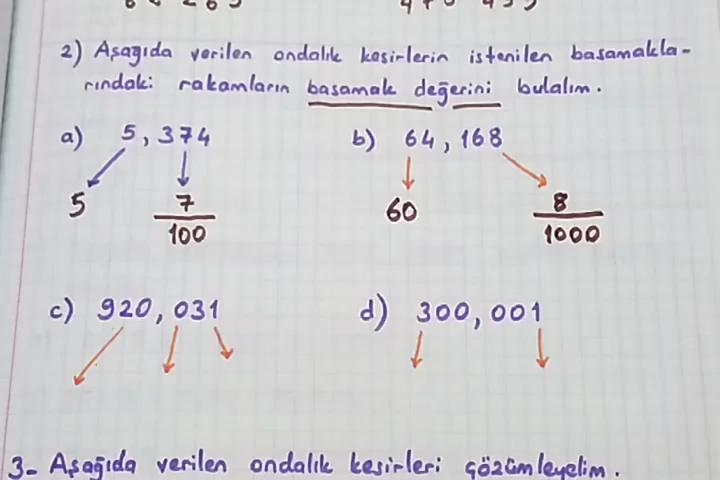 2) Aşağıda verilen ondalık kesirlerin istenilen basamakla-
rındaki rakamların basamak değerini bulalım.
a) 5,374 b) 64,168
5 7/100 60 8/1000
c) 920,031 d) 300,001
3- Aşağıda verilen ondalık kesirleri çözümleyelim.